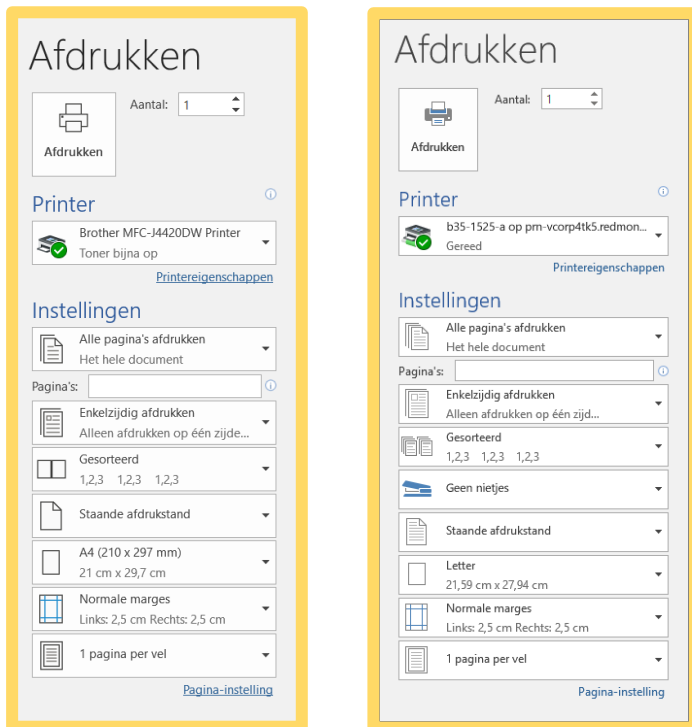 Afdrukken
Aantal: 1
Afdrukken
Printer
Brother MFC-J4420DW Printer
Toner bijna op
Printereigenschappen
Instellingen
Alle pagina's afdrukken
Het hele document
Pagina's:
Enkelzijdig afdrukken
Alleen afdrukken op één zijde...
Gesorteerd
1,2,3 1,2,3 1,2,3
Staande afdrukstand
A4 (210 x 297 mm)
21 cm x 29,7 cm
Normale marges
Links: 2,5 cm Rechts: 2,5 cm
1 pagina per vel
Pagina-instelling
Afdrukken
Aantal: 1
Afdrukken
Printer
b35-1525-a op prn-vcorp4tk5.redmon...
Gereed
Printereigenschappen
Instellingen
Alle pagina's afdrukken
Het hele document
Pagina's:
Enkelzijdig afdrukken
Alleen afdrukken op één zijd...
Gesorteerd
1,2,3 1,2,3 1,2,3
Geen nietjes
Staande afdrukstand
Letter
21,59 cm x 27,94 cm
Normale marges
Links: 2,5 cm Rechts: 2,5 cm
1 pagina per vel
Pagina-instelling